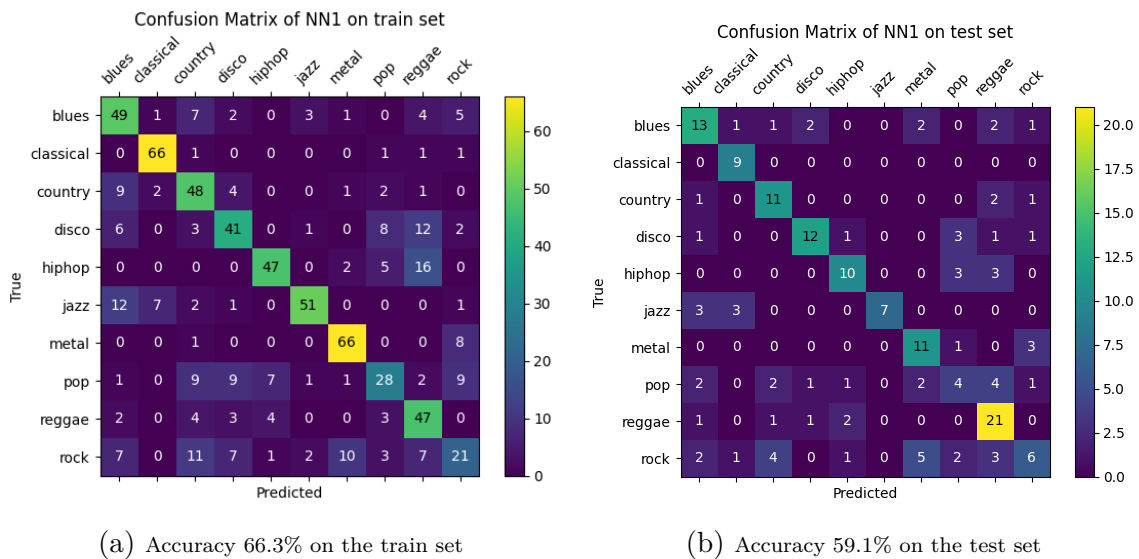 Confusion Matrix of NN1 on train set
blues classical country disco hiphop jazz metal pop reggae rock
blues 49 1 7 2 0 3 1 0 4 5
classical 0 66 1 0 0 0 0 1 1 1
country 9 2 48 4 0 0 1 2 1 0
disco 6 0 3 41 0 1 0 8 12 2
hiphop 0 0 0 0 47 0 2 5 16 0
jazz 12 7 2 1 0 51 0 0 0 1
metal 0 0 1 0 0 0 66 0 0 8
pop 1 0 9 9 7 1 1 28 2 9
reggae 2 0 4 3 4 0 0 3 47 0
rock 7 0 11 7 1 2 10 3 7 21
True
Predicted
60
50
40
30
20
10
0
(a) Accuracy 66.3% on the train set
Confusion Matrix of NN1 on test set
blues classical country disco hiphop jazz metal pop reggae rock
blues 13 1 1 2 0 0 2 0 2 1
classical 0 9 0 0 0 0 0 0 0 0
country 1 0 11 0 0 0 0 0 2 1
disco 1 0 0 12 1 0 0 3 1 1
hiphop 0 0 0 0 10 0 0 3 3 0
jazz 3 3 0 0 0 7 0 0 0 0
metal 0 0 0 0 0 0 11 1 0 3
pop 2 0 2 1 1 0 2 4 4 1
reggae 1 0 1 1 2 0 0 0 21 0
rock 2 1 4 0 1 0 5 2 3 6
True
Predicted
20.0
17.5
15.0
12.5
10.0
7.5
5.0
2.5
0.0
(b) Accuracy 59.1% on the test set